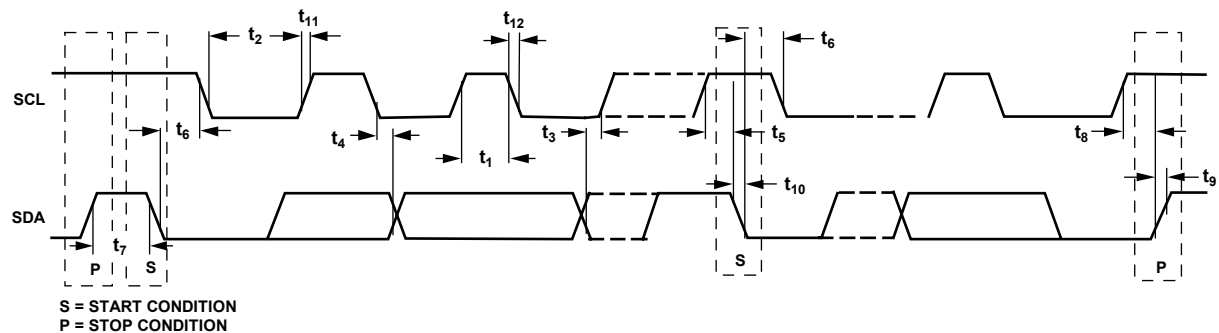 t11
t12
t2
t6
SCL
t6
t4
t3
t5
t8
t1
t10
t9
SDA
t7
P
S
S
P
S = START CONDITION
P = STOP CONDITION